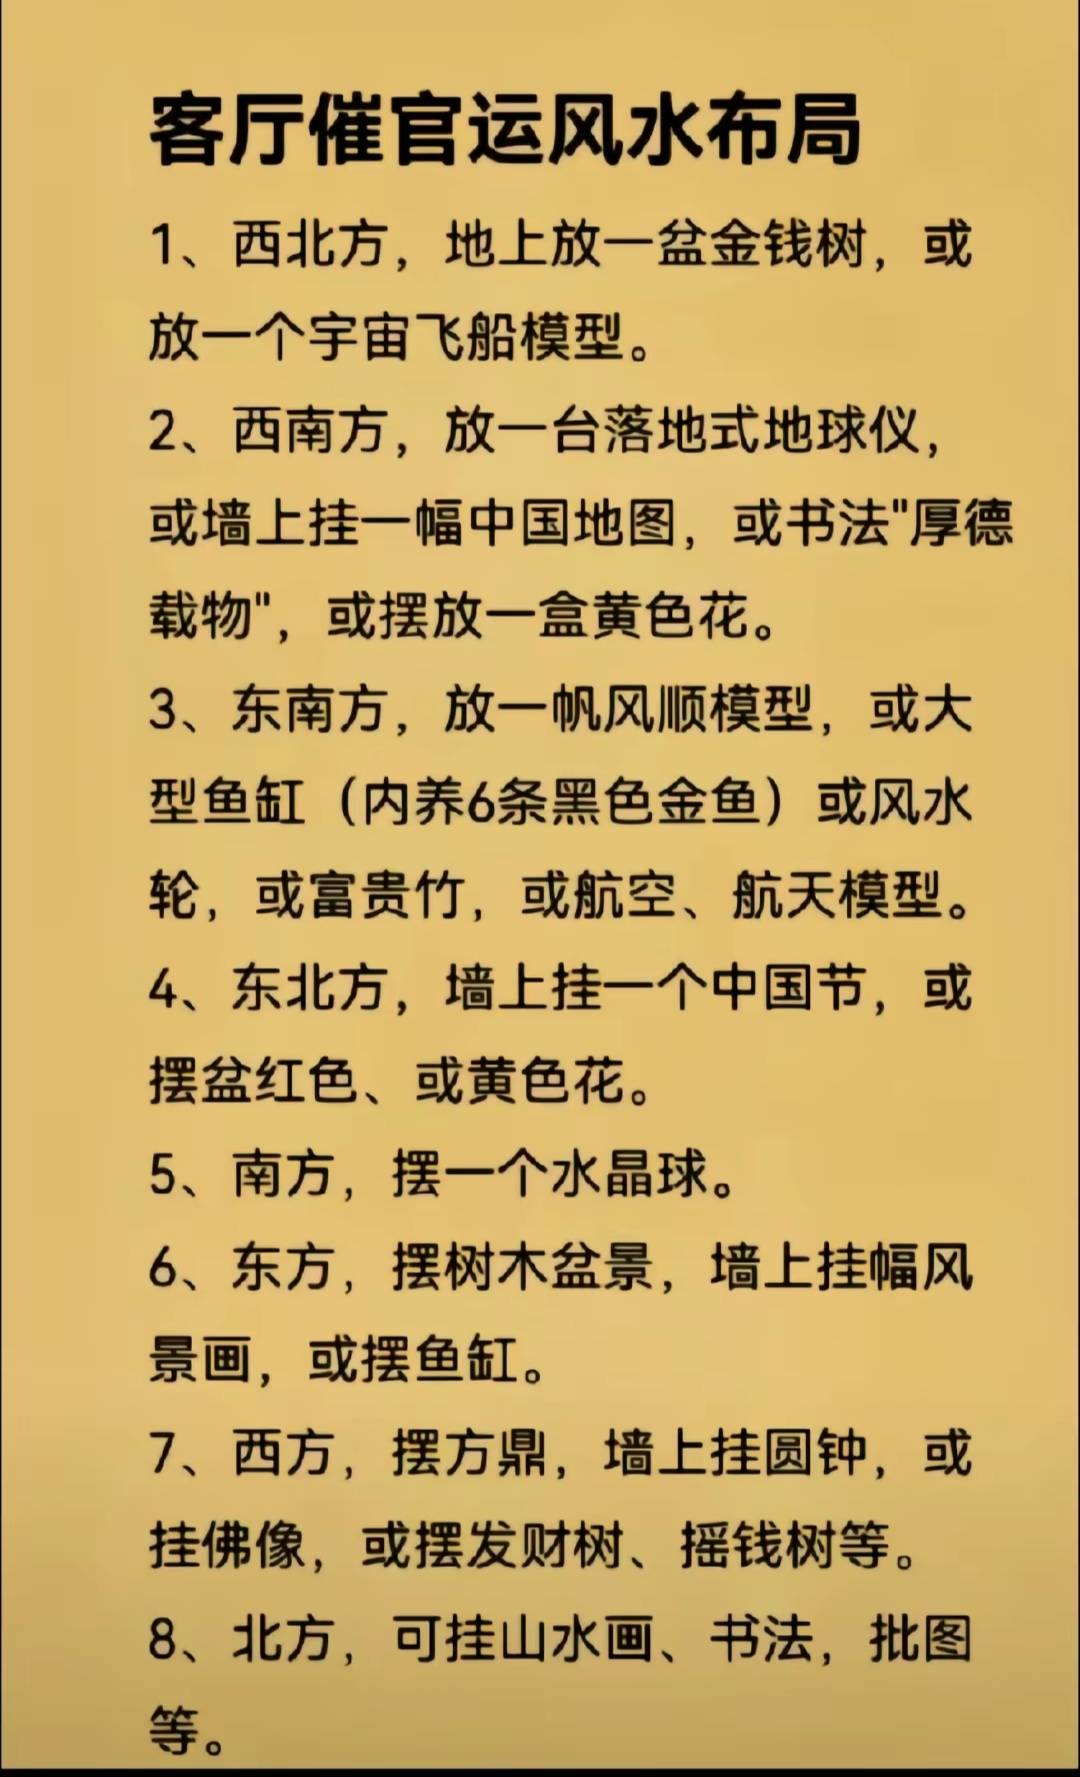 客厅催官运风水布局
1、西北方，地上放一盆金钱树，或
放一个宇宙飞船模型。
2、西南方，放一台落地式地球仪，
或墙上挂一幅中国地图，或书法"厚德
载物"，或摆放一盒黄色花。
3、东南方，放一帆风顺模型，或大
型鱼缸（内养6条黑色金鱼）或风水
轮，或富贵竹，或航空、航天模型。
4、东北方，墙上挂一个中国节，或
摆盆红色、或黄色花。
5、南方，摆一个水晶球。
6、东方，摆树木盆景，墙上挂幅风
景画，或摆鱼缸。
7、西方，摆方鼎，墙上挂圆钟，或
挂佛像，或摆发财树、摇钱树等。
8、北方，可挂山水画、书法，批图
等。